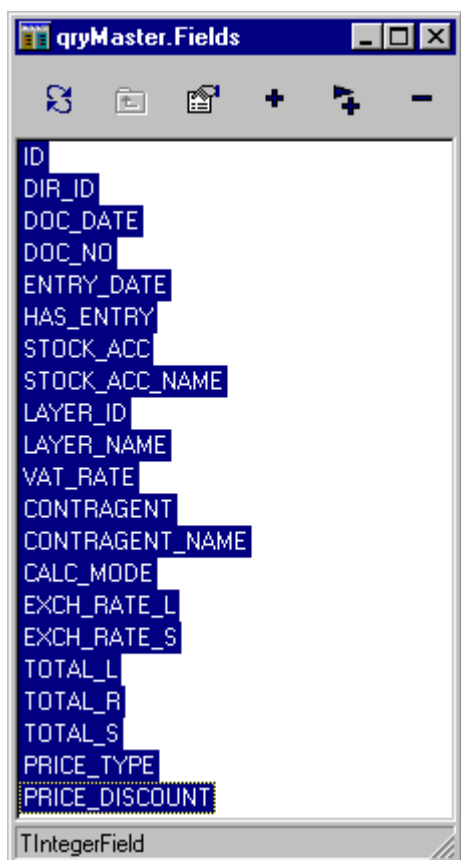 qryMaster.Fields
ID
DIR_ID
DOC_DATE
DOC_NO
ENTRY_DATE
HAS_ENTRY
STOCK_ACC
STOCK_ACC_NAME
LAYER_ID
LAYER_NAME
VAT_RATE
CONTRAGENT
CONTRAGENT_NAME
CALC_MODE
EXCH_RATE_L
EXCH_RATE_S
TOTAL_L
TOTAL_R
TOTAL_S
PRICE_TYPE
PRICE_DISCOUNT
TIntegerField